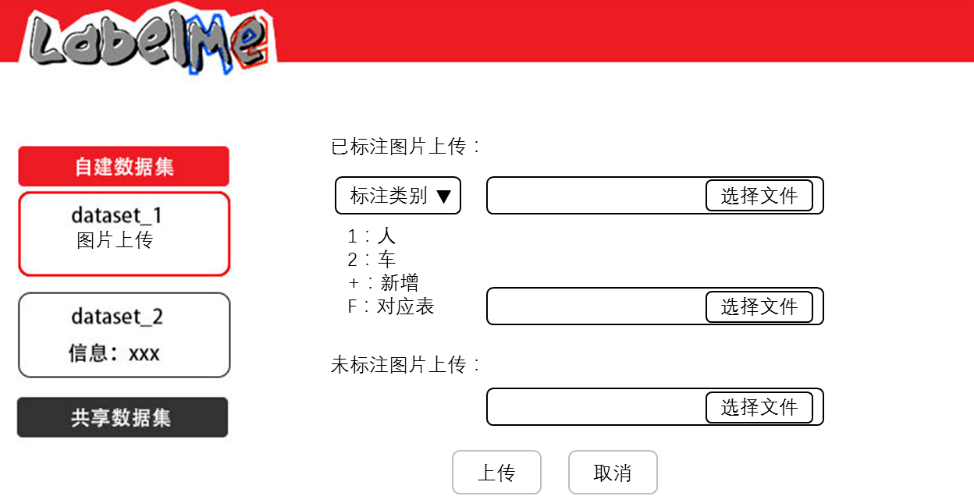 LabelMe
自建数据集
dataset_1
图片上传
dataset_2
信息：xxx
共享数据集
已标注图片上传：
标注类别 ▼
选择文件
1：人
2：车
+：新增
F：对应表
选择文件
未标注图片上传：
选择文件
上传
取消